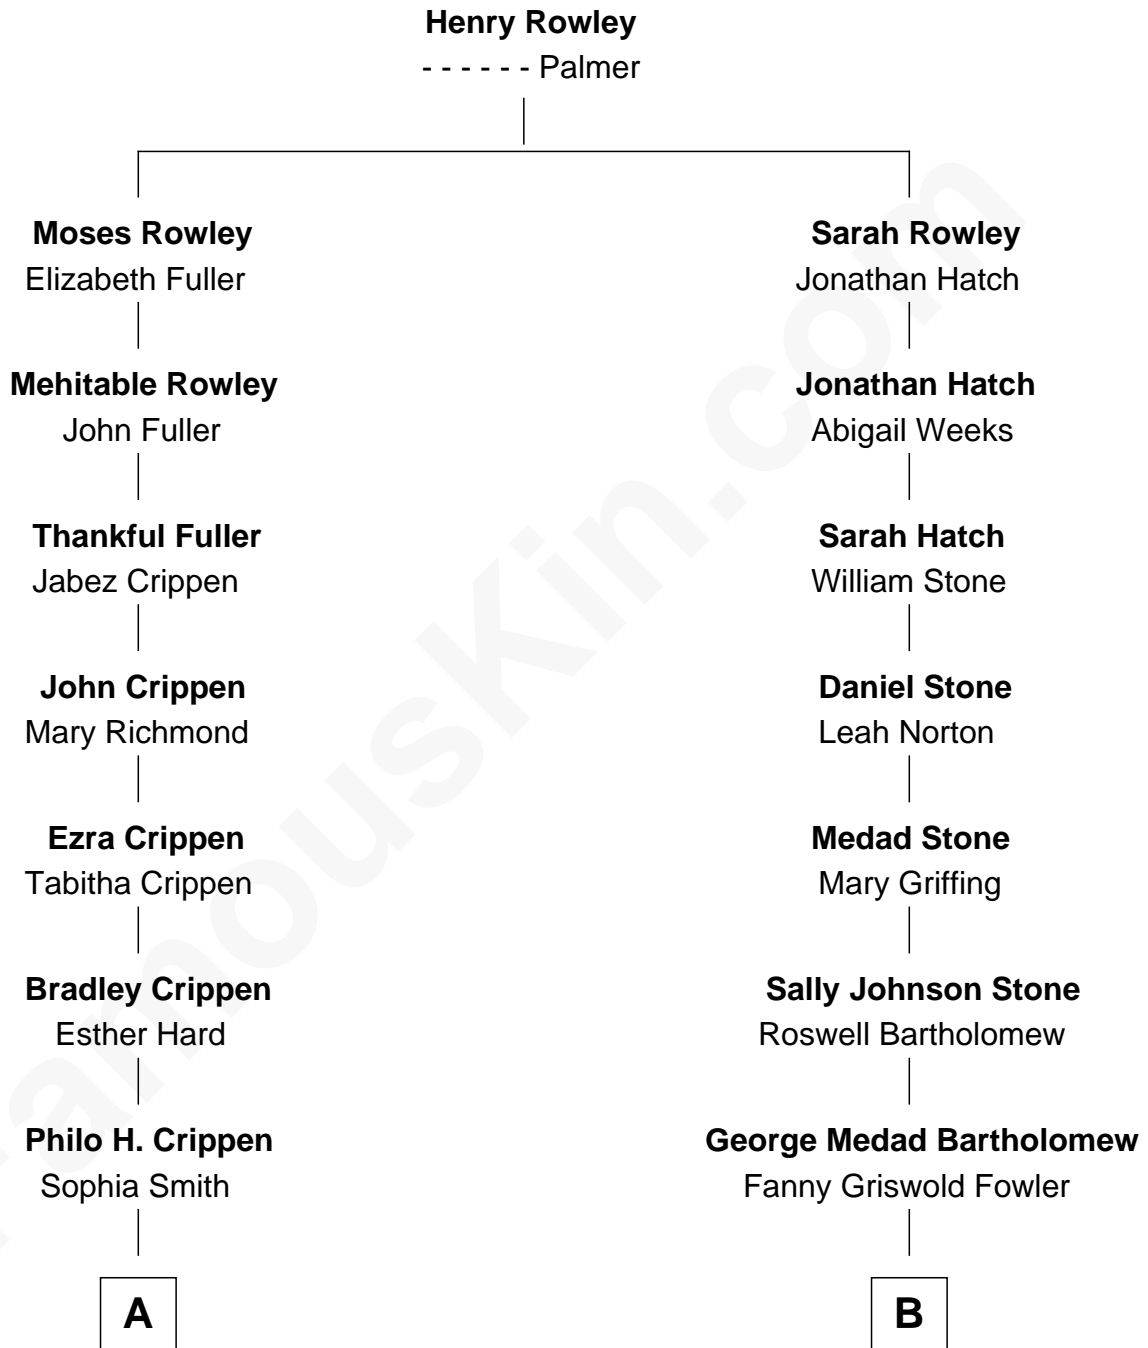 Henry Rowley
- - - - - - Palmer
Moses Rowley
Elizabeth Fuller
Sarah Rowley
Jonathan Hatch
Mehitable Rowley
John Fuller
Jonathan Hatch
Abigail Weeks
Thankful Fuller
Jabez Crippen
Sarah Hatch
William Stone
John Crippen
Mary Richmond
Daniel Stone
Leah Norton
Ezra Crippen
Tabitha Crippen
Medad Stone
Mary Griffing
Bradley Crippen
Esther Hard
Sally Johnson Stone
Roswell Bartholomew
Philo H. Crippen
Sophia Smith
George Medad Bartholomew
Fanny Griswold Fowler
A
B
FamousKin.com